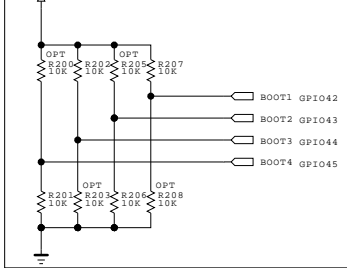 OPT OPT
R200 R202 R205 R207
10K 10K 10K 10K
BOOT1 GPIO42
BOOT2 GPIO43
BOOT3 GPIO44
BOOT4 GPIO45
OPT OPT
R201 R203 R206 R208
10K 10K 10K 10K